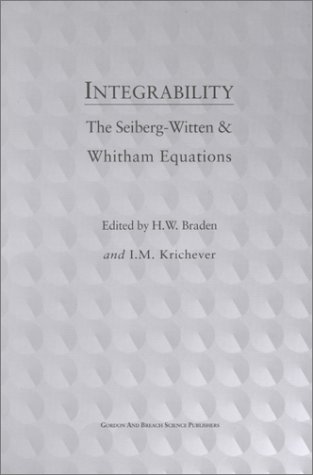 INTEGRABILITY
The Seiberg-Witten &
Whitham Equations
Edited by H.W. Braden
and I.M. Krichever
GORDON AND BREACH SCIENCE PUBLISHERS